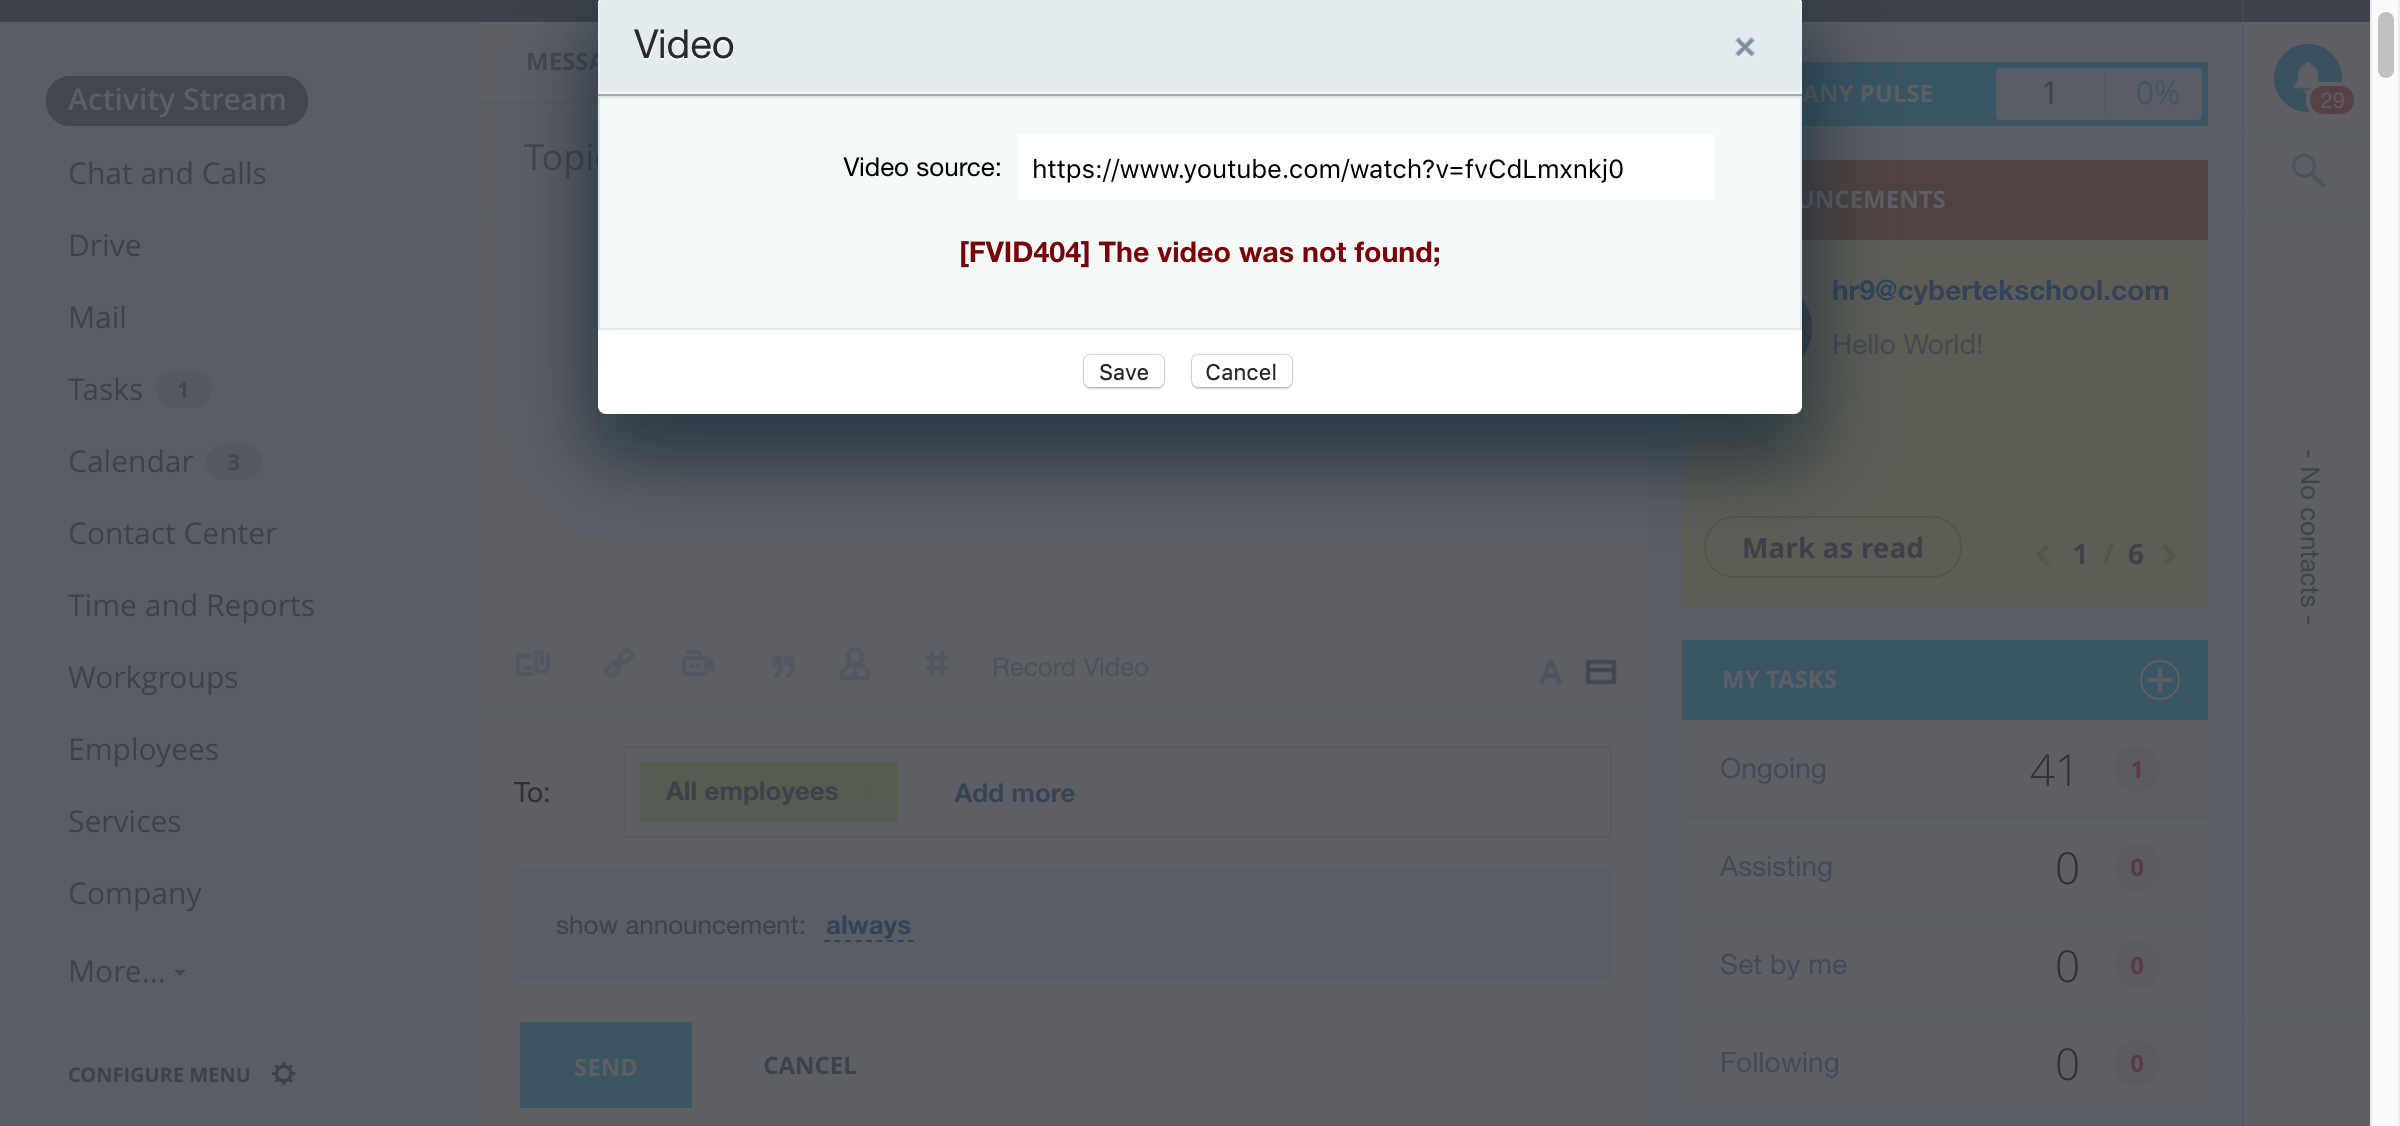 Video
×
Video source: https://www.youtube.com/watch?v=fvCdLmxnkj0
[FVID404] The video was not found;
Save Cancel
Activity Stream
Chat and Calls
Drive
Mail
Tasks 1
Calendar 3
Contact Center
Time and Reports
Workgroups
Employees
Services
Company
More...
CONFIGURE MENU
MESSA
Topi
Record Video
A
To: All employees Add more
show announcement: always
SEND CANCEL
ANY PULSE 1 0%
UNCEMENTS
hr9@cybertekschool.com
Hello World!
Mark as read 1 / 6
MY TASKS
Ongoing 41 1
Assisting 0 0
Set by me 0 0
Following 0 0
29
- No contacts -